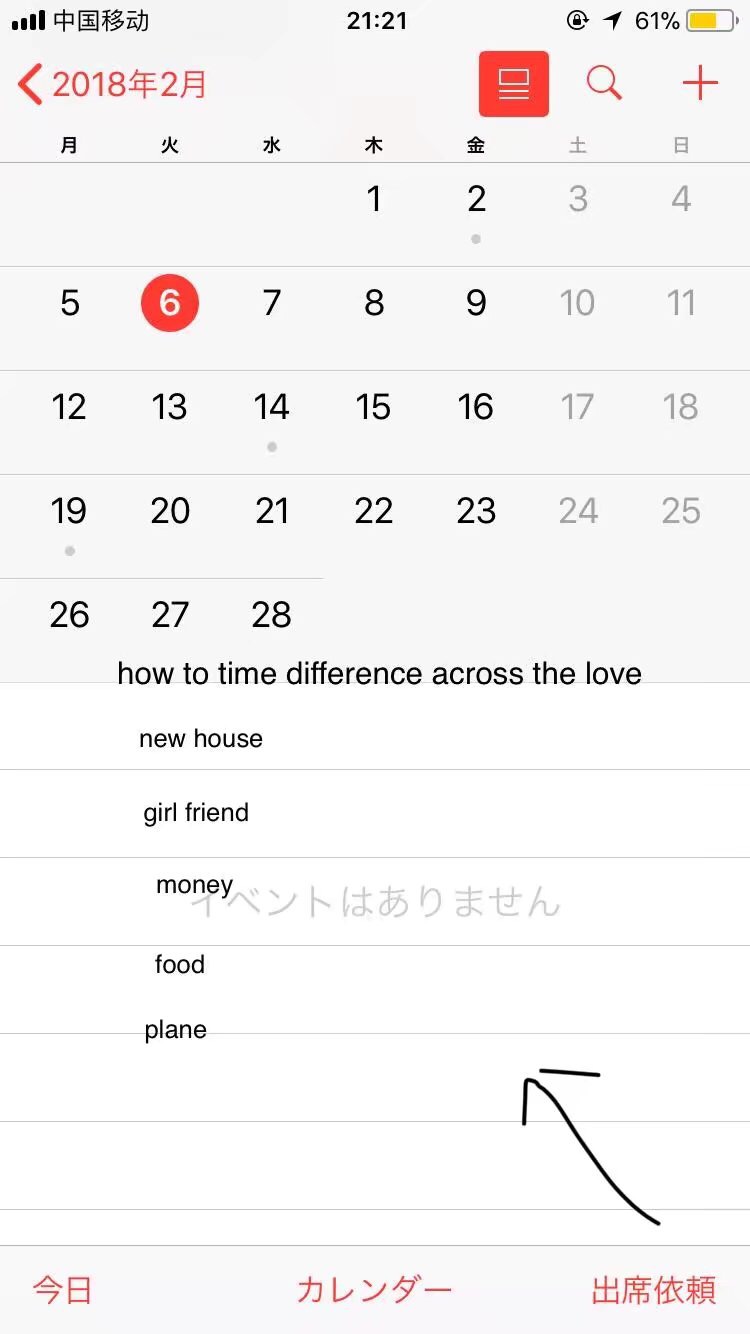 中国移动 21:21 61%
2018年2月
月 火 水 木 金 土 日
1 2 3 4
5 6 7 8 9 10 11
12 13 14 15 16 17 18
19 20 21 22 23 24 25
26 27 28
how to time difference across the love
new house
girl friend
money
イベントはありません
food
plane
今日 カレンダー 出席依頼